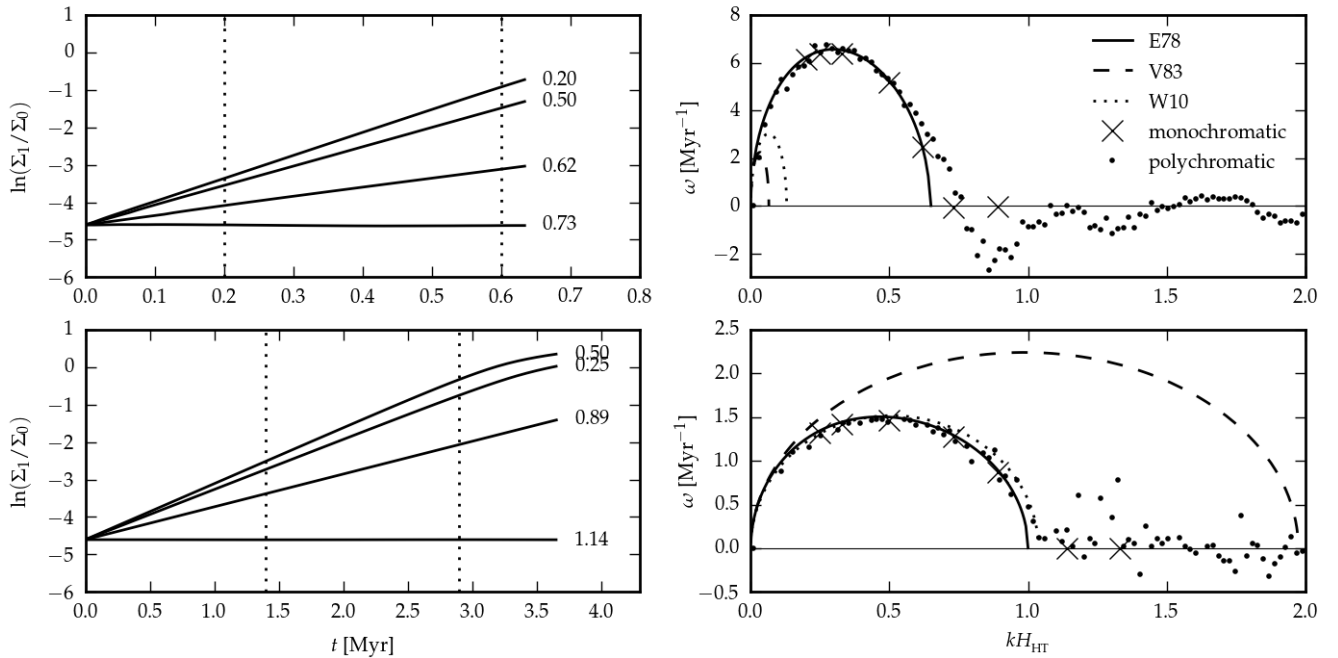 ln(Σ₁/Σ₀)
1
0
−1
−2
−3
−4
−5
−6
0.20
0.50
0.62
0.73
0.0 0.1 0.2 0.3 0.4 0.5 0.6 0.7 0.8
ω [Myr⁻¹]
8
6
4
2
0
−2
E78
V83
W10
monochromatic
polychromatic
0.0 0.5 1.0 1.5 2.0
ln(Σ₁/Σ₀)
1
0
−1
−2
−3
−4
−5
−6
0.50
0.25
0.89
1.14
0.0 0.5 1.0 1.5 2.0 2.5 3.0 3.5 4.0
t [Myr]
ω [Myr⁻¹]
2.5
2.0
1.5
1.0
0.5
0.0
−0.5
0.0 0.5 1.0 1.5 2.0
kH_HT